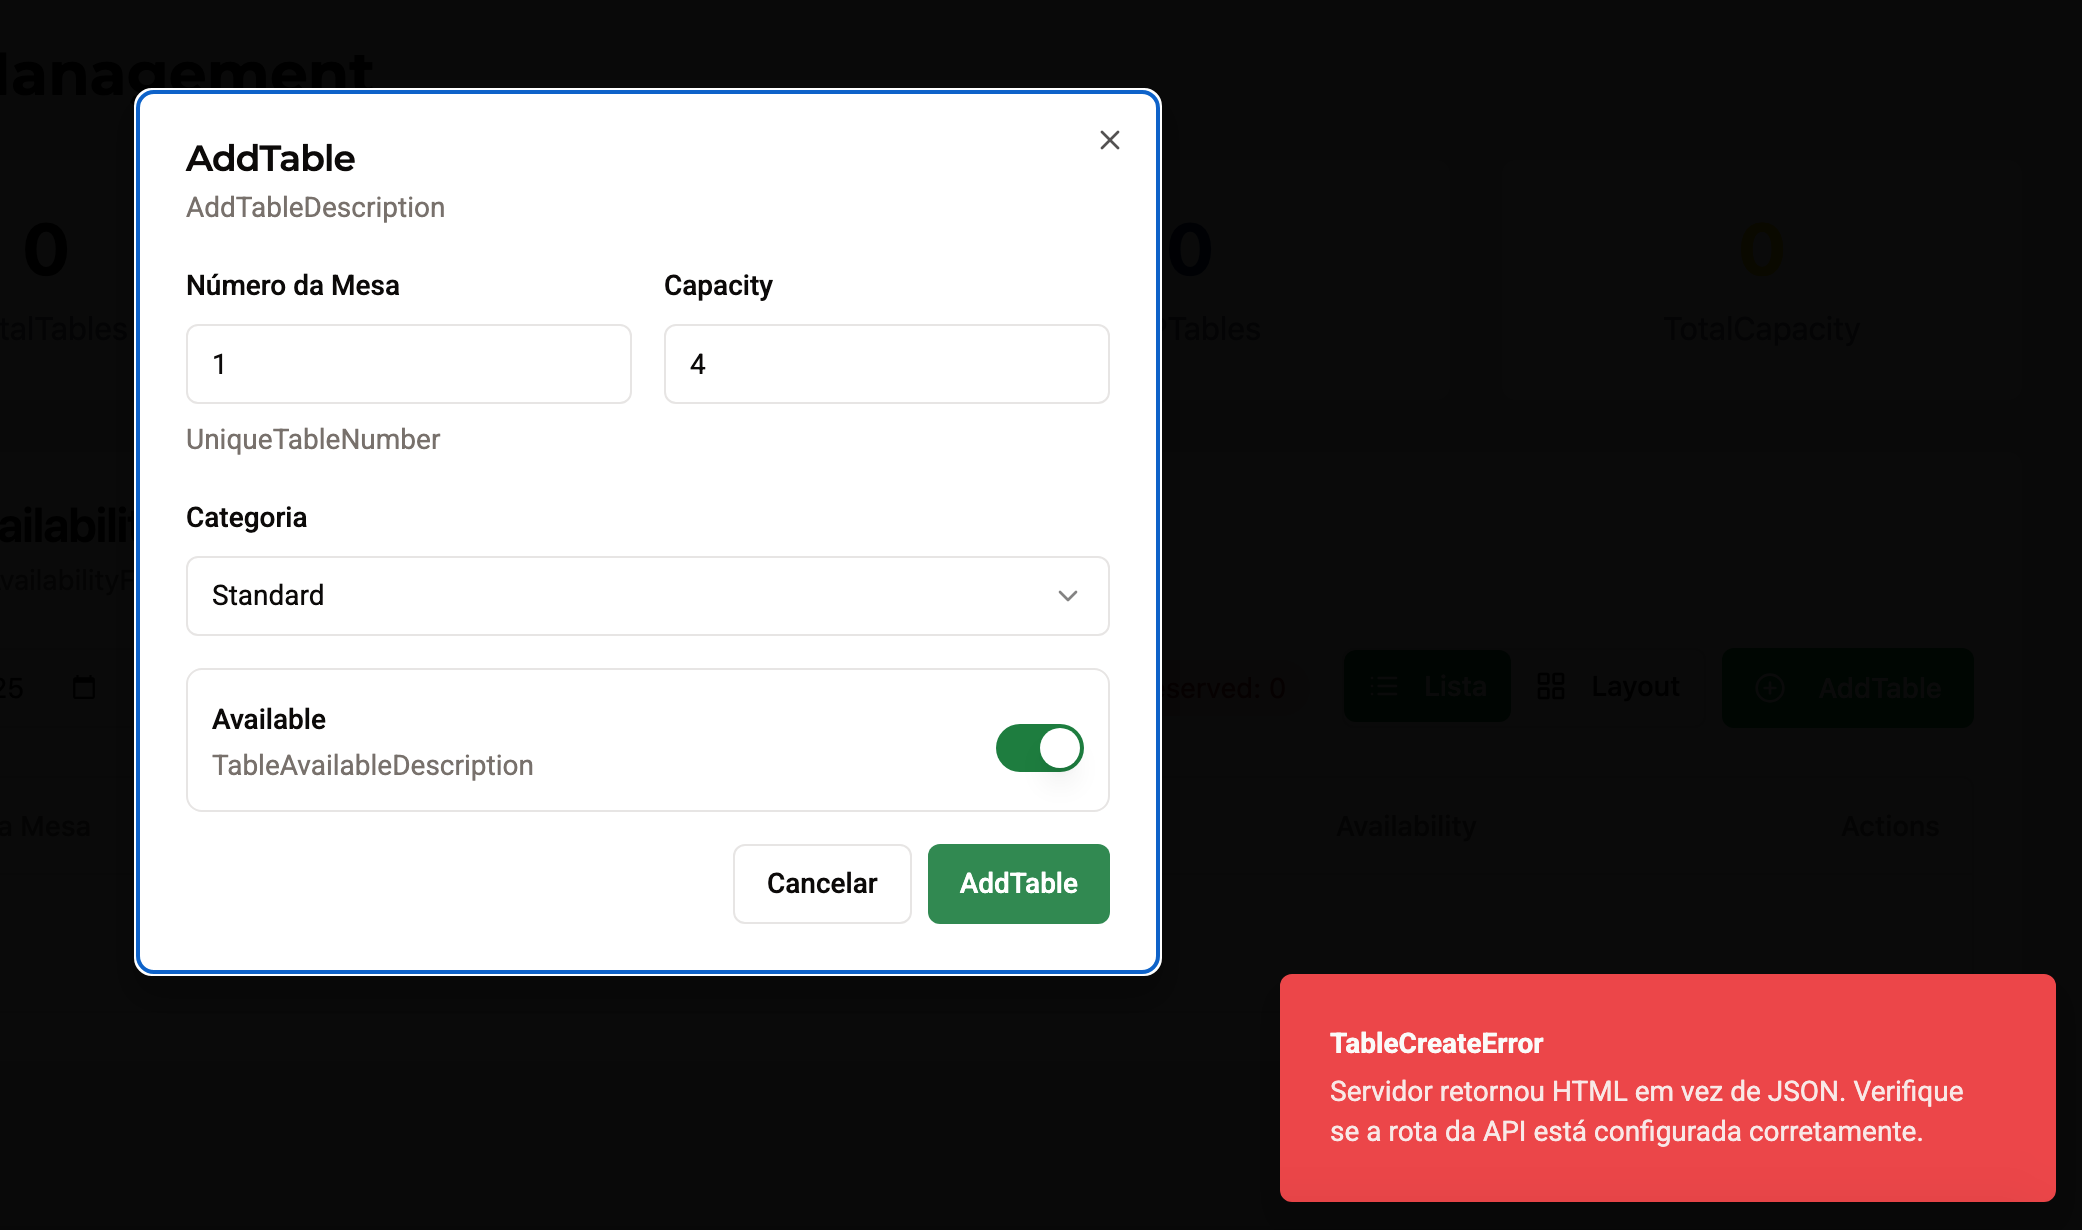 Management
AddTable
AddTableDescription
Número da Mesa
Capacity
1
4
UniqueTableNumber
Categoria
Standard
Available
TableAvailableDescription
Cancelar
AddTable
0
0
0
talTables
Tables
TotalCapacity
ailabili
vailability
25
served: 0
Lista
Layout
AddTable
a Mesa
Availability
Actions
TableCreateError
Servidor retornou HTML em vez de JSON. Verifique
se a rota da API está configurada corretamente.